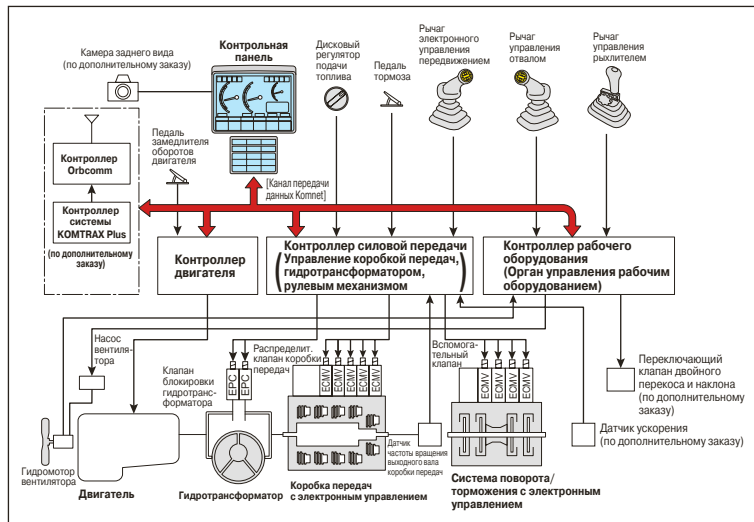 Камера заднего вида
(по дополнительному заказу)
Контрольная
панель
Дисковый
регулятор
подачи
топлива
Педаль
тормоза
Рычаг
электронного
управления
передвижением
Рычаг
управления
отвалом
Рычаг
управления
рыхлителем
Педаль
замедлителя
оборотов
двигателя
Контроллер
Orbcomm
Контроллер
системы
KOMTRAX Plus
(по дополнительному
заказу)
[Канал передачи
данных Komnet]
Контроллер
двигателя
Контроллер силовой передачи
(Управление коробкой передач,
гидротрансформатором,
рулевым механизмом)
Контроллер рабочего
оборудования
(Орган управления рабочим
оборудованием)
Насос
вентиля-
тора
Клапан
блокировки
гидротранс-
форматора
EPC
EPC
Распределит.
клапан коробки
передач
ECMV
ECMV
ECMV
ECMV
ECMV
Вспомога-
тельный
клапан
ECMV
ECMV
ECMV
ECMV
Переключающий
клапан двойного
перекоса и наклона
(по дополнительному
заказу)
Датчик ускорения
(по дополнительному заказу)
Гидромотор
вентилятора
Двигатель
Гидротрансформатор
Коробка передач
с электронным управлением
Датчик
частоты вращения
выходного вала
коробки передач
Система поворота/
торможения с электронным
управлением